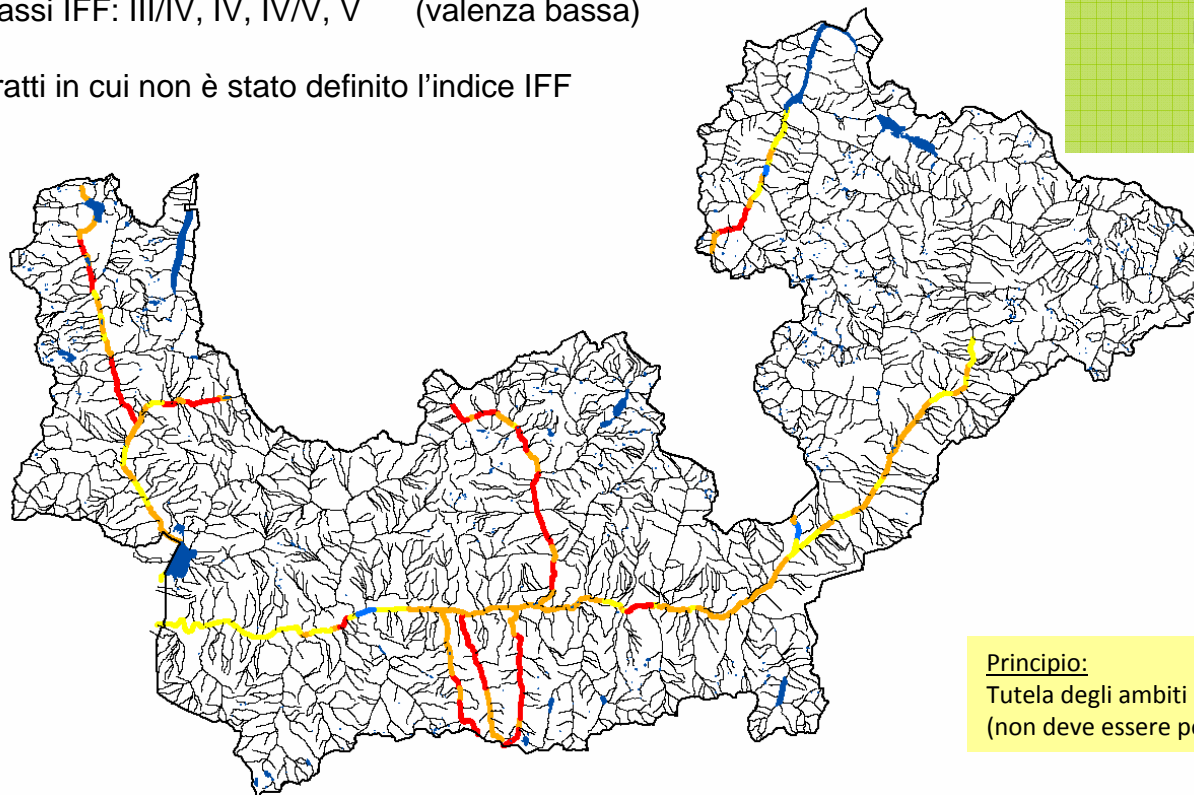 assi IFF: III/IV, IV, IV/V, V (valenza bassa)
ratti in cui non è stato definito l'indice IFF
Principio:
Tutela degli ambiti
(non deve essere pe